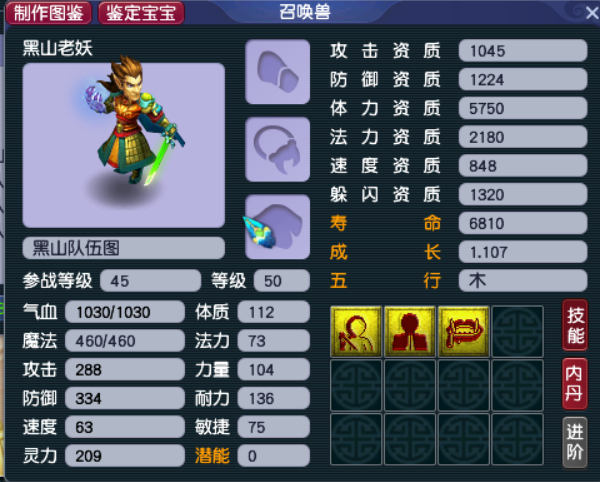 制作图鉴 鉴定宝宝 召唤兽
黑山老妖
攻击资质 1045
防御资质 1224
体力资质 5750
法力资质 2180
速度资质 848
躲闪资质 1320
寿命 6810
成长 1.107
五行 木
黑山队伍图
参战等级 45 等级 50
气血 1030/1030 体质 112
魔法 460/460 法力 73
攻击 288 力量 104
防御 334 耐力 136
速度 63 敏捷 75
灵力 209 潜能 0
技能
内丹
进阶